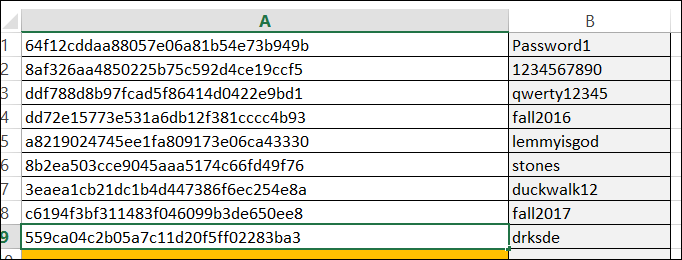 A B
1 64f12cddaa88057e06a81b54e73b949b Password1
2 8af326aa4850225b75c592d4ce19ccf5 1234567890
3 ddf788d8b97fcad5f86414d0422e9bd1 qwerty12345
4 dd72e15773e531a6db12f381cccc4b93 fall2016
5 a8219024745ee1fa809173e06ca43330 lemmyisgod
6 8b2ea503cce9045aaa5174c66fd49f76 stones
7 3eaea1cb21dc1b4d447386f6ec254e8a duckwalk12
8 c6194f3bf311483f046099b3de650ee8 fall2017
9 559ca04c2b05a7c11d20f5ff02283ba3 drksde